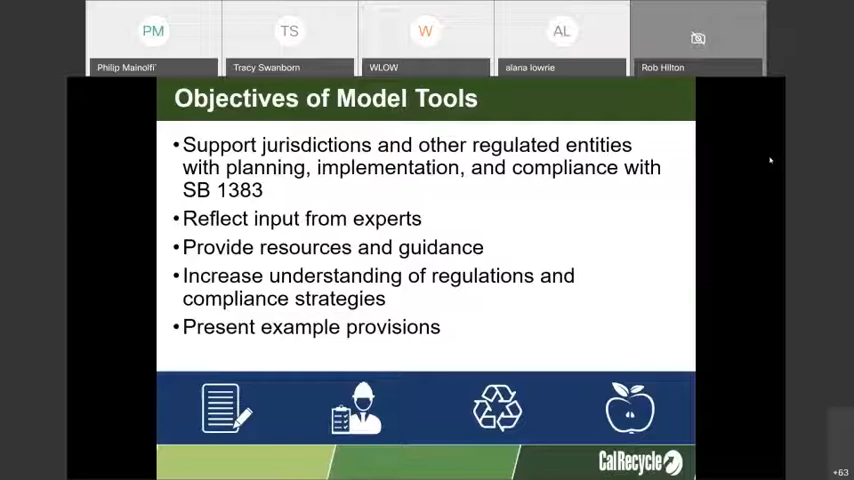 PM
TS
W
AL
Philip Mainolfi
Tracy Swanborn
WLOW
alana lowrie
Rob Hilton
Objectives of Model Tools
•Support jurisdictions and other regulated entities
with planning, implementation, and compliance with
SB 1383
•Reflect input from experts
•Provide resources and guidance
•Increase understanding of regulations and
compliance strategies
•Present example provisions
CalRecycle
+63